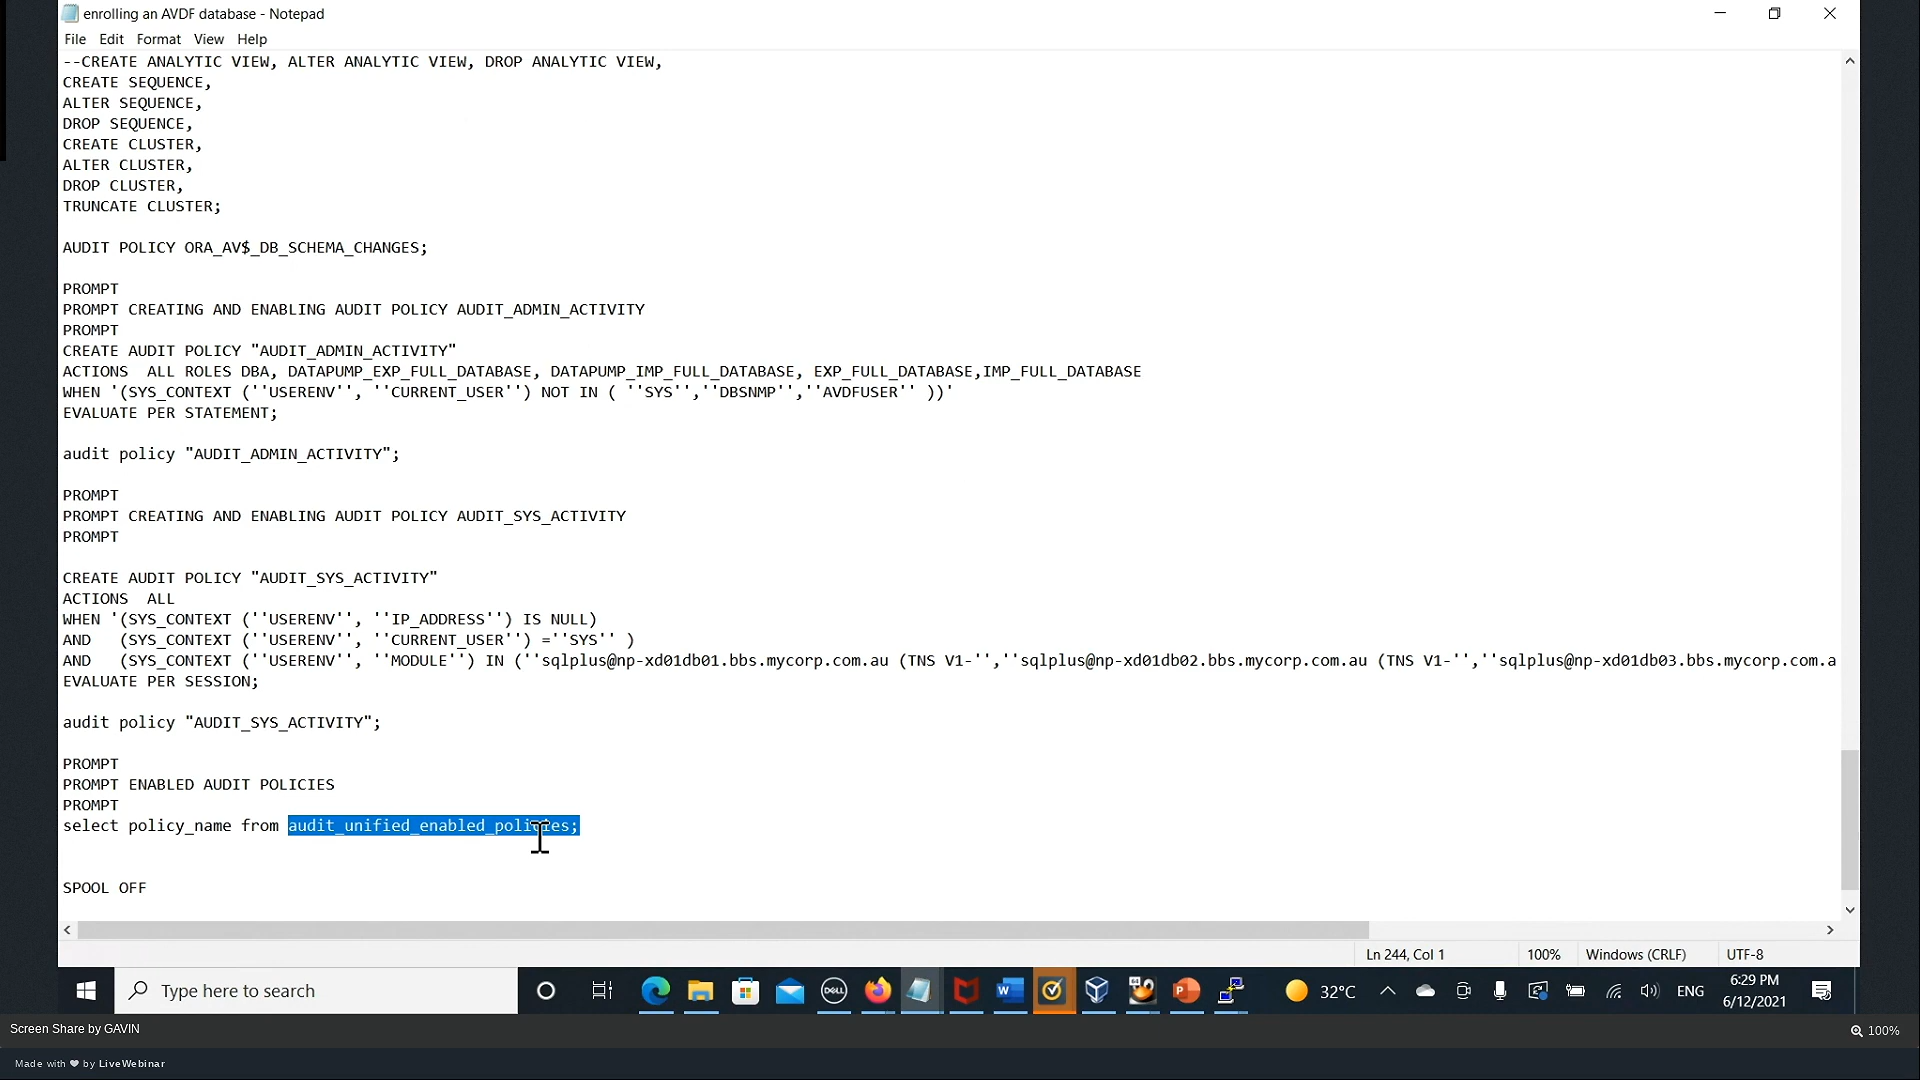 enrolling an AVDF database - Notepad
File Edit Format View Help
--CREATE ANALYTIC VIEW, ALTER ANALYTIC VIEW, DROP ANALYTIC VIEW,
CREATE SEQUENCE,
ALTER SEQUENCE,
DROP SEQUENCE,
CREATE CLUSTER,
ALTER CLUSTER,
DROP CLUSTER,
TRUNCATE CLUSTER;
AUDIT POLICY ORA_AV$_DB_SCHEMA_CHANGES;
PROMPT
PROMPT CREATING AND ENABLING AUDIT POLICY AUDIT_ADMIN_ACTIVITY
PROMPT
CREATE AUDIT POLICY "AUDIT_ADMIN_ACTIVITY"
ACTIONS  ALL ROLES DBA, DATAPUMP_EXP_FULL_DATABASE, DATAPUMP_IMP_FULL_DATABASE, EXP_FULL_DATABASE,IMP_FULL_DATABASE
WHEN '(SYS_CONTEXT (''USERENV'', ''CURRENT_USER'') NOT IN ( ''SYS'',''DBSNMP'',''AVDFUSER'' ))'
EVALUATE PER STATEMENT;
audit policy "AUDIT_ADMIN_ACTIVITY";
PROMPT
PROMPT CREATING AND ENABLING AUDIT POLICY AUDIT_SYS_ACTIVITY
PROMPT
CREATE AUDIT POLICY "AUDIT_SYS_ACTIVITY"
ACTIONS  ALL
WHEN '(SYS_CONTEXT (''USERENV'', ''IP_ADDRESS'') IS NULL)
AND   (SYS_CONTEXT (''USERENV'', ''CURRENT_USER'') =''SYS'' )
AND   (SYS_CONTEXT (''USERENV'', ''MODULE'') IN (''sqlplus@np-xd01db01.bbs.mycorp.com.au (TNS V1-'',''sqlplus@np-xd01db02.bbs.mycorp.com.au (TNS V1-'',''sqlplus@np-xd01db03.bbs.mycorp.com.a
EVALUATE PER SESSION;
audit policy "AUDIT_SYS_ACTIVITY";
PROMPT
PROMPT ENABLED AUDIT POLICIES
PROMPT
select policy_name from audit_unified_enabled_policies;
SPOOL OFF
Ln 244, Col 1 100% Windows (CRLF) UTF-8
Type here to search
DELL
32°C
ENG
6:29 PM
6/12/2021
Screen Share by GAVIN
100%
Made with ❤ by LiveWebinar